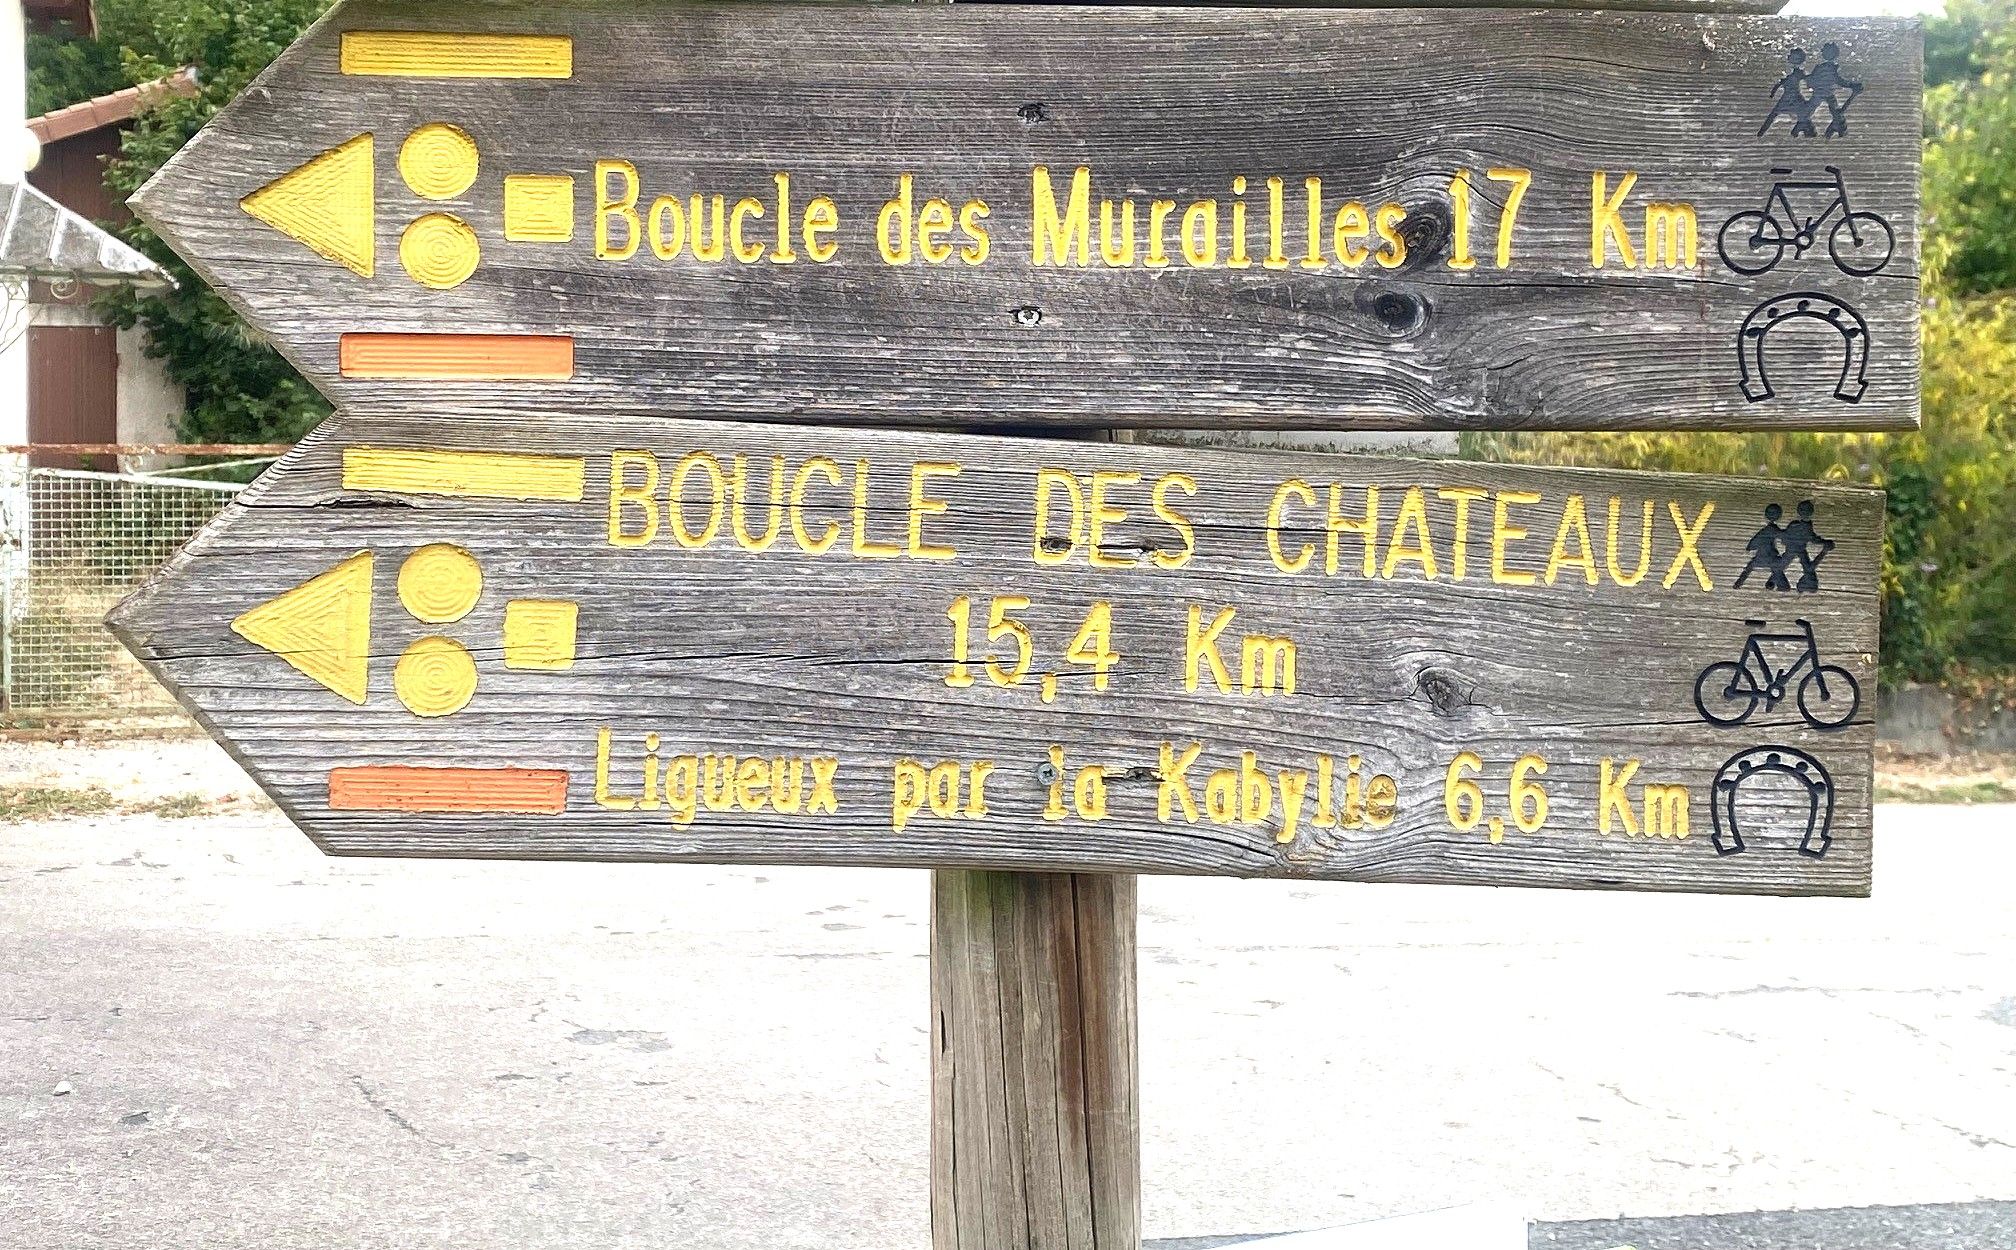 Boucle des Murailles 17 Km
BOUCLE DES CHATEAUX
15,4 Km
Ligueux par la Kabylie 6,6 Km